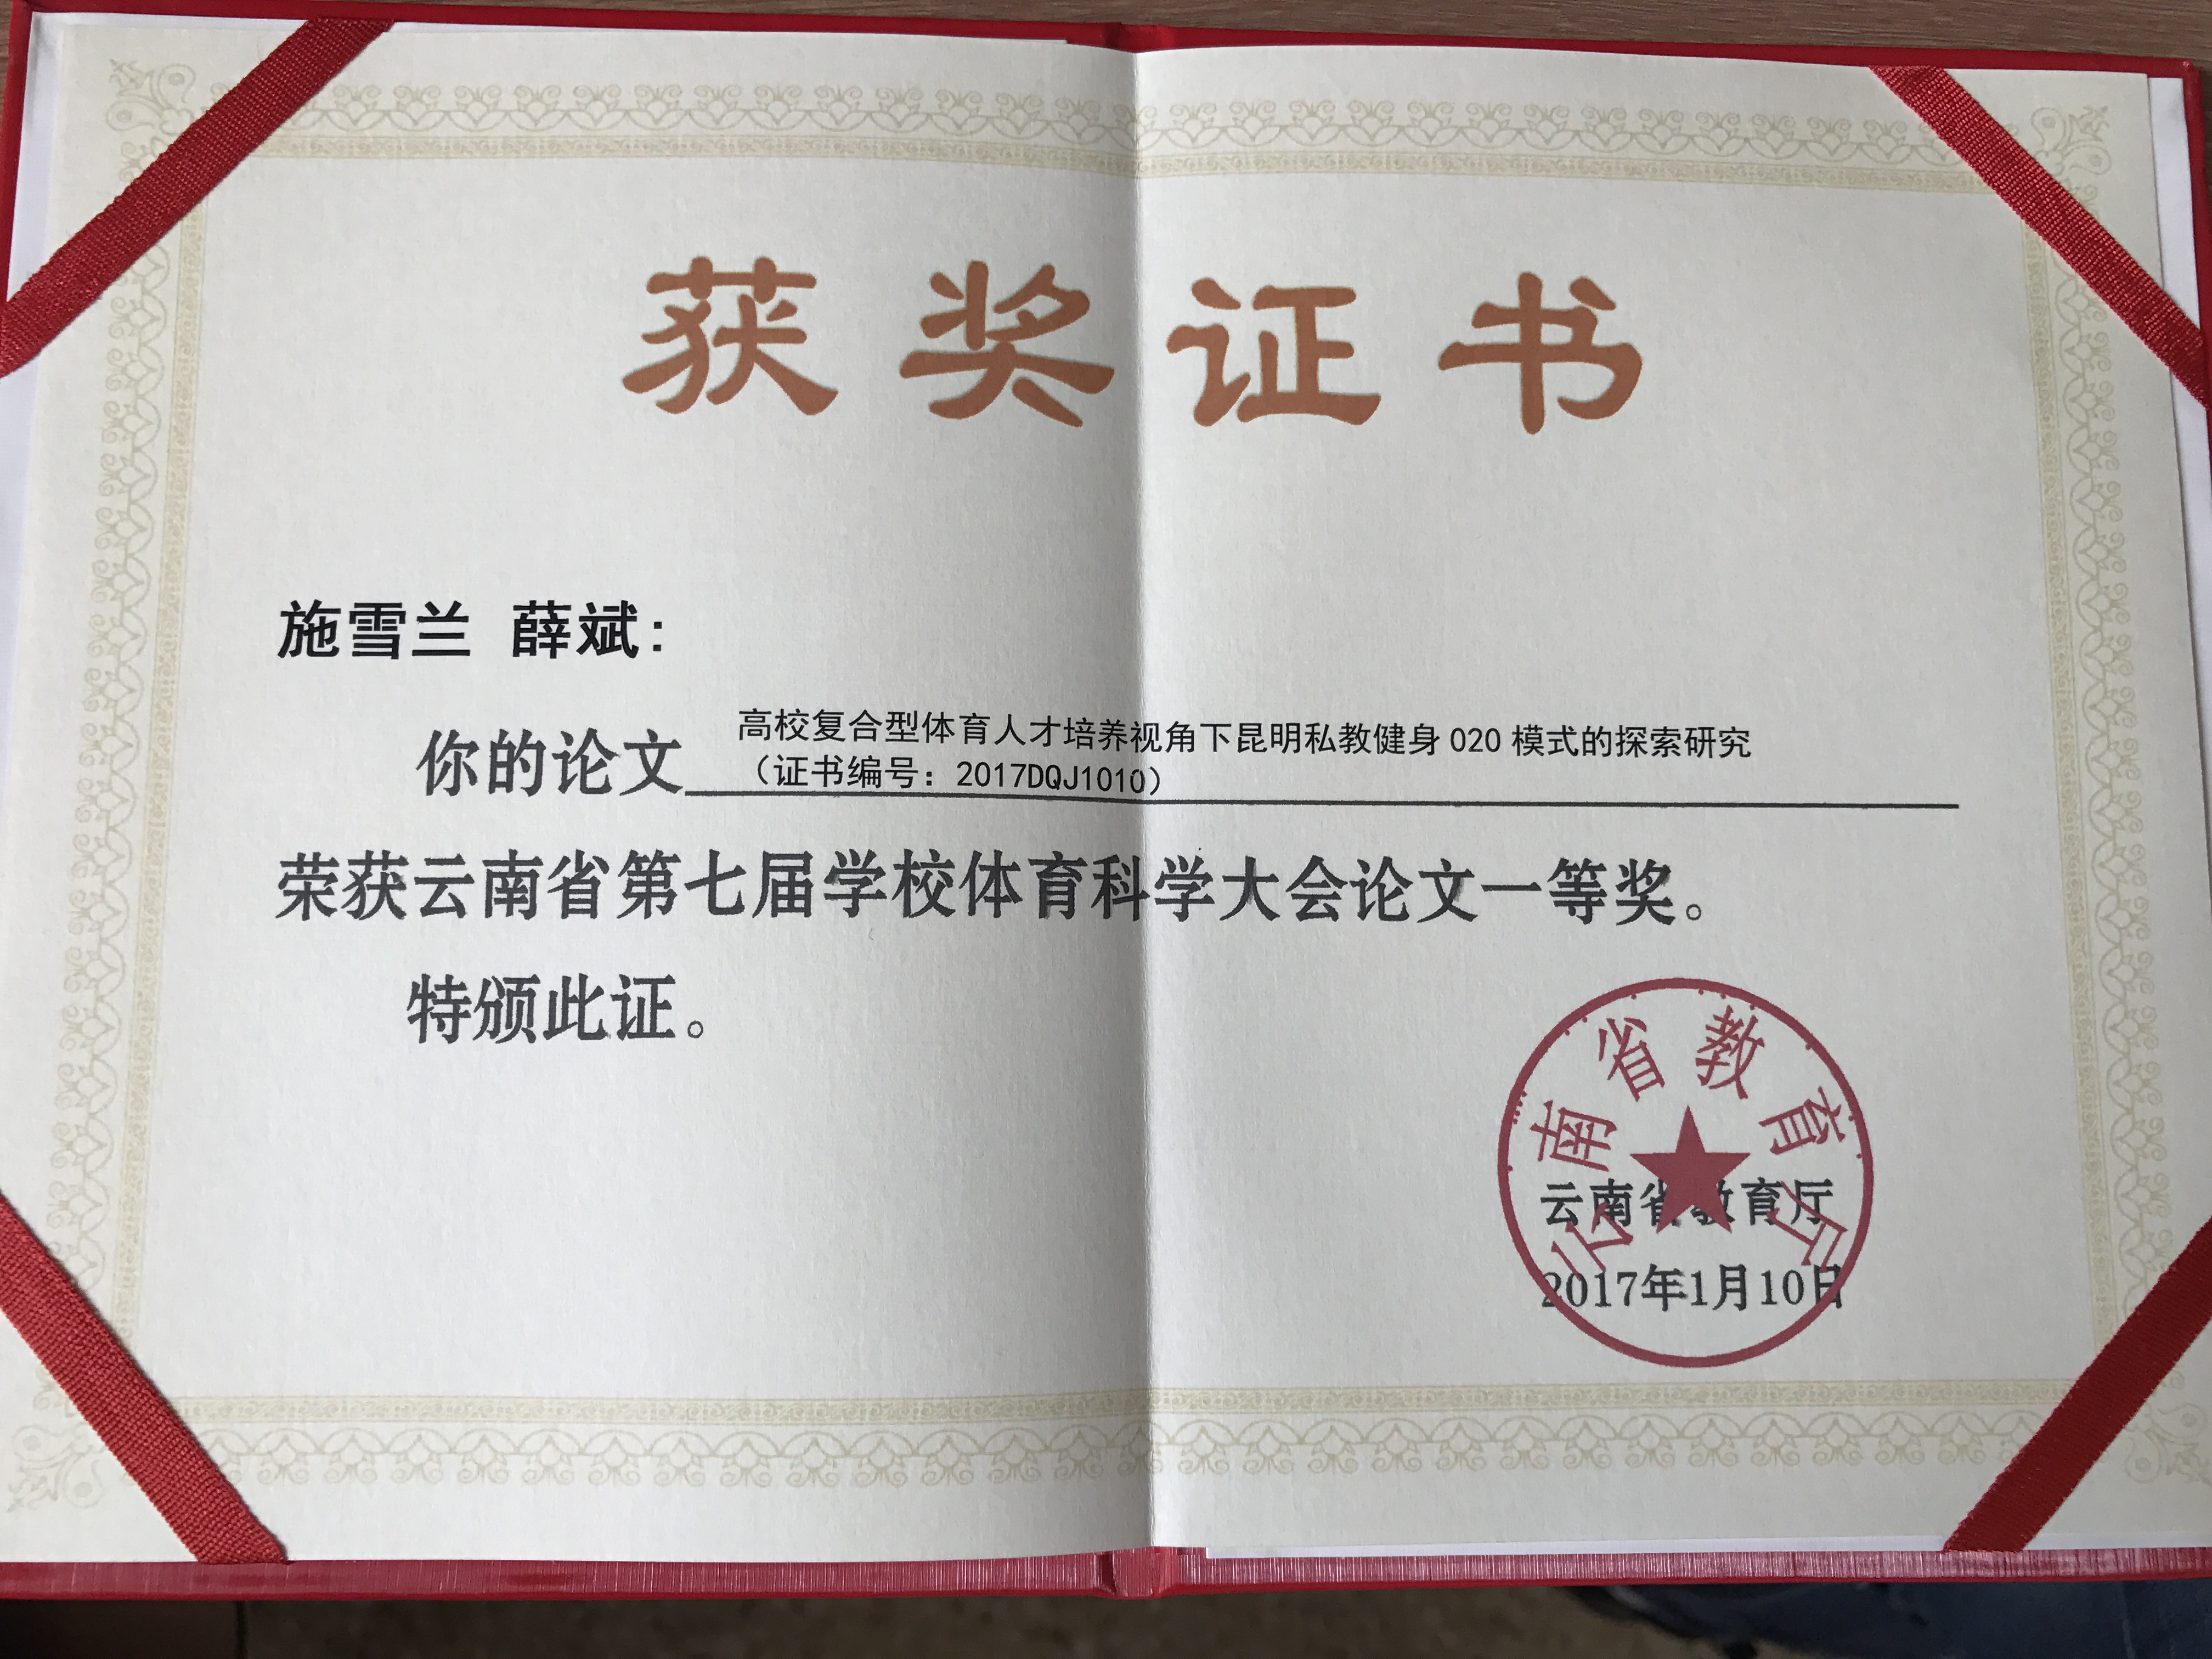 获奖证书
施雪兰 薛斌:
你的论文 高校复合型体育人才培养视角下昆明私教健身020模式的探索研究
（证书编号：2017DQJ1010）
荣获云南省第七届学校体育科学大会论文一等奖。
特颁此证。
云南省教育厅
云南省教育厅
2017年1月10日